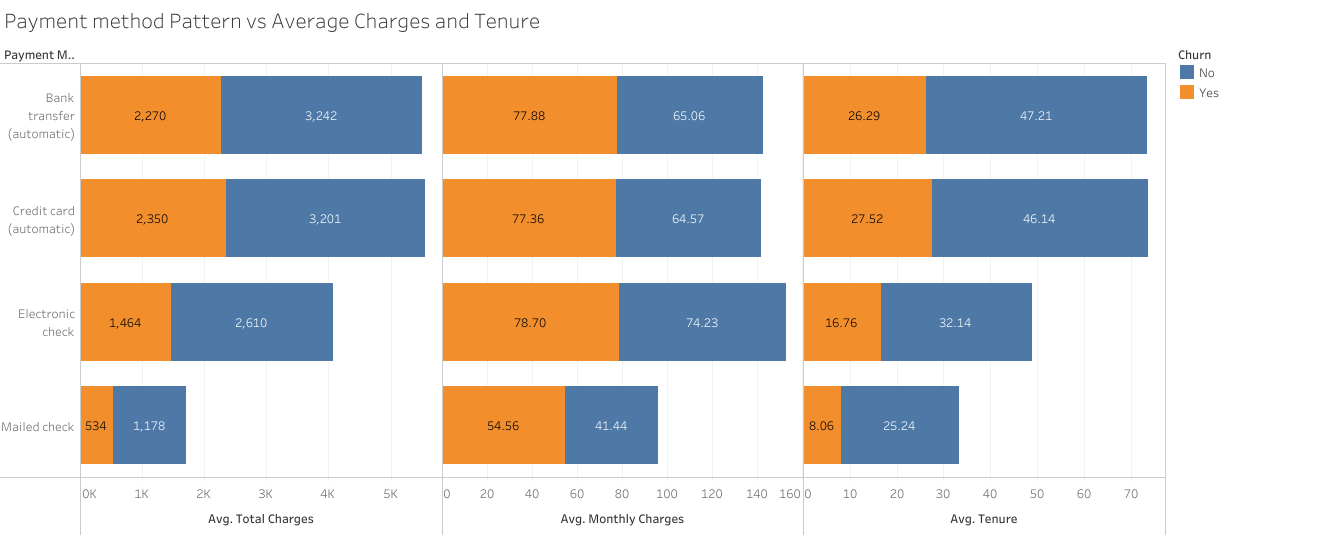 Payment method Pattern vs Average Charges and Tenure
Payment M..
Churn
No
Yes
Bank
transfer
(automatic)
2,270
3,242
77.88
65.06
26.29
47.21
Credit card
(automatic)
2,350
3,201
77.36
64.57
27.52
46.14
Electronic
check
1,464
2,610
78.70
74.23
16.76
32.14
Mailed check
534
1,178
54.56
41.44
8.06
25.24
0K 1K 2K 3K 4K 5K
0 20 40 60 80 100 120 140 160
0 10 20 30 40 50 60 70
Avg. Total Charges
Avg. Monthly Charges
Avg. Tenure